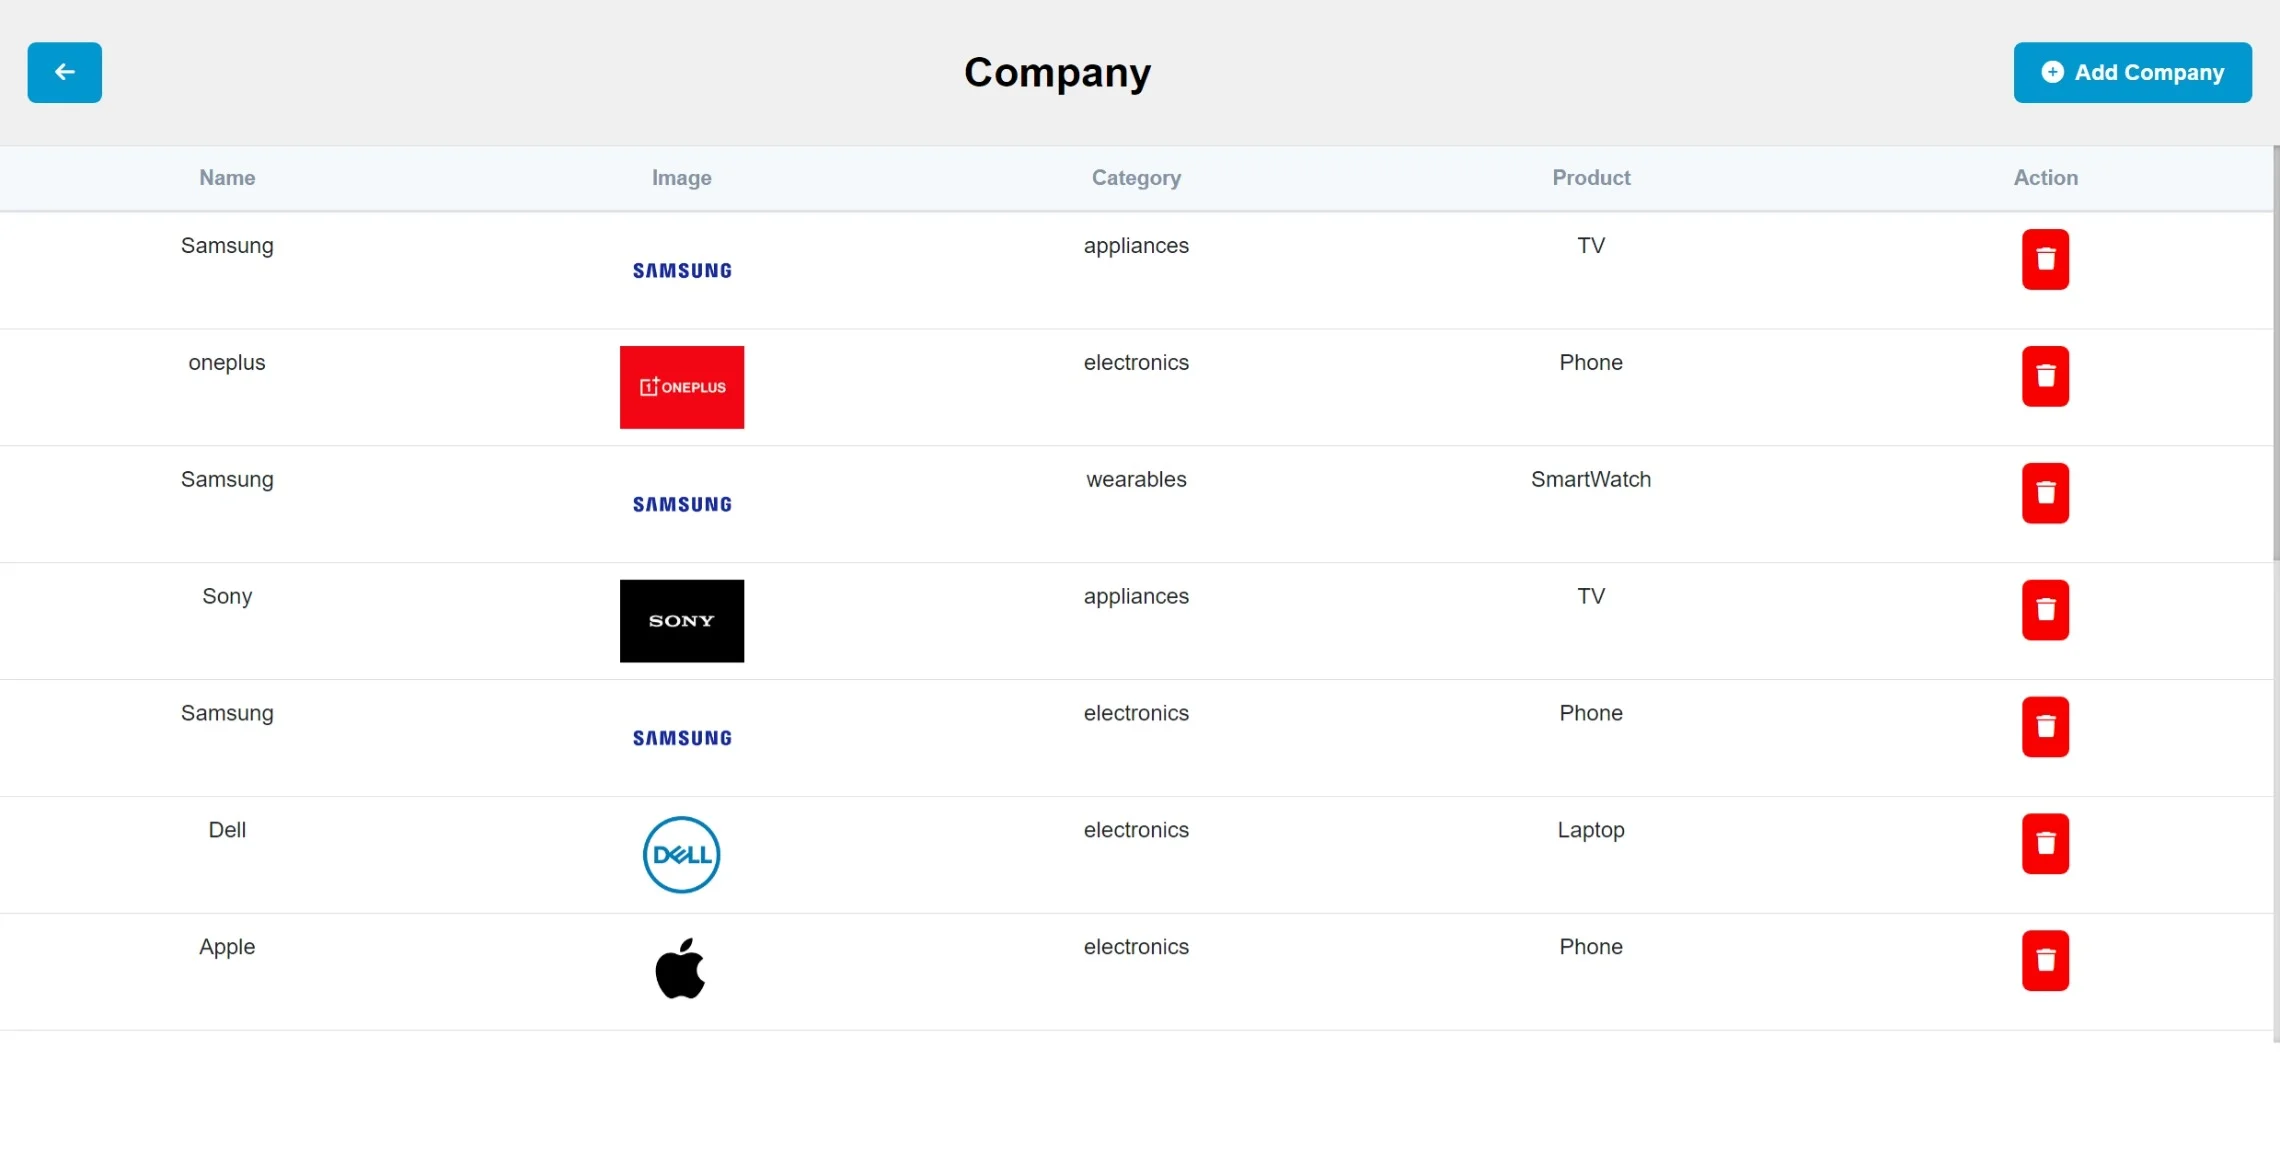 Company
Add Company
Name Image Category Product Action
Samsung SAMSUNG appliances TV
oneplus 1+ ONEPLUS electronics Phone
Samsung SAMSUNG wearables SmartWatch
Sony SONY appliances TV
Samsung SAMSUNG electronics Phone
Dell DELL electronics Laptop
Apple electronics Phone